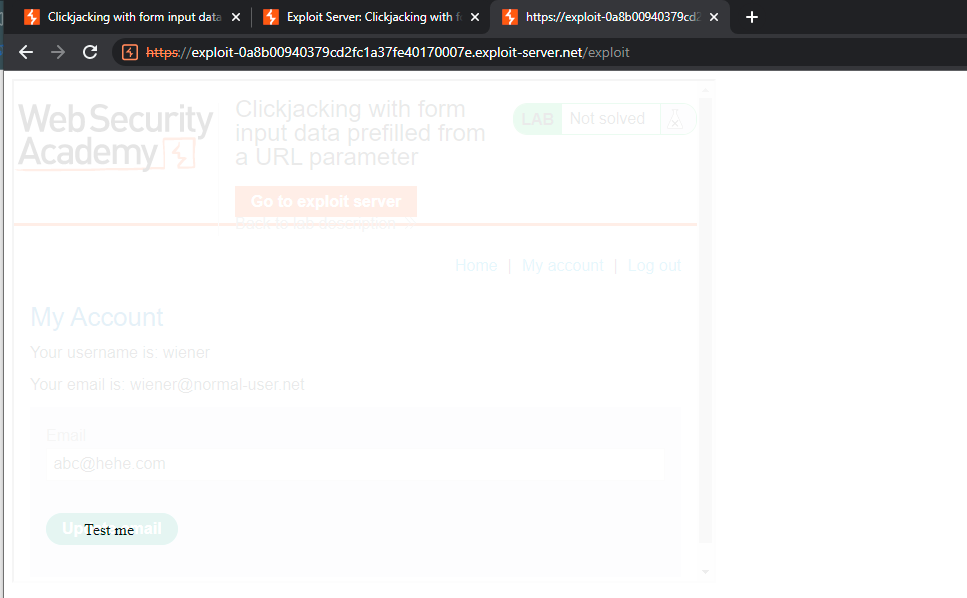 Clickjacking with form input data
Exploit Server: Clickjacking with f
https://exploit-0a8b00940379cd2
https://exploit-0a8b00940379cd2fc1a37fe40170007e.exploit-server.net/exploit
Web Security
Academy
Clickjacking with form
input data prefilled from
a URL parameter
LAB Not solved
Go to exploit server
Back to lab description
Home | My account | Log out
My Account
Your username is: wiener
Your email is: wiener@normal-user.net
Email
abc@hehe.com
Test me